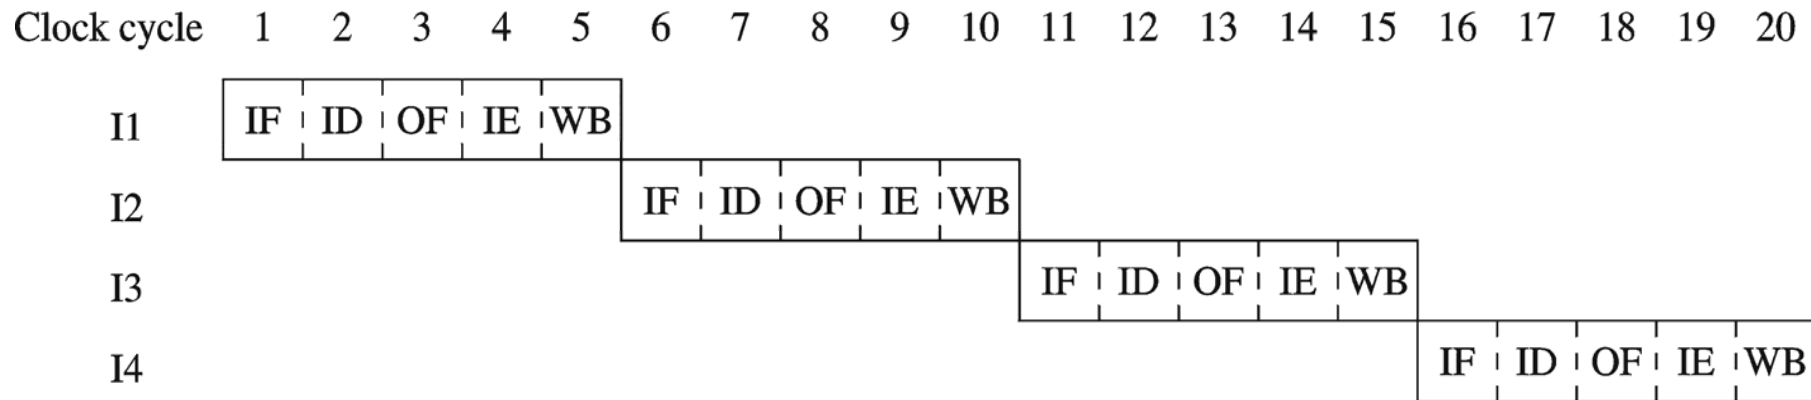 Clock cycle 1 2 3 4 5 6 7 8 9 10 11 12 13 14 15 16 17 18 19 20
I1 IF ID OF IE WB
I2 IF ID OF IE WB
I3 IF ID OF IE WB
I4 IF ID OF IE WB